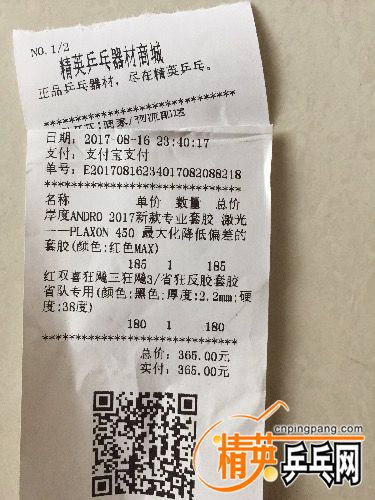 NO.1/2
精英乒乓器材商城
正品乒乓器材，尽在精英乒乓。
********************************
日期: 2017-08-16 23:40:17
支付: 支付宝支付
单号: E20170816234017082088218
********************************
名称 单价 数量 总价
岸度ANDRO 2017新款专业套胶 激光
——PLAXON 450 最大化降低偏差的
套胶(颜色:红色MAX)
185 1 185
红双喜狂飚三狂飚3/省狂反胶套胶
省队专用(颜色:黑色;厚度:2.2mm;硬
度:38度)
180 1 180
********************************
总价: 365.00元
实付: 365.00元
cnpingpang.com
精英乒乓网